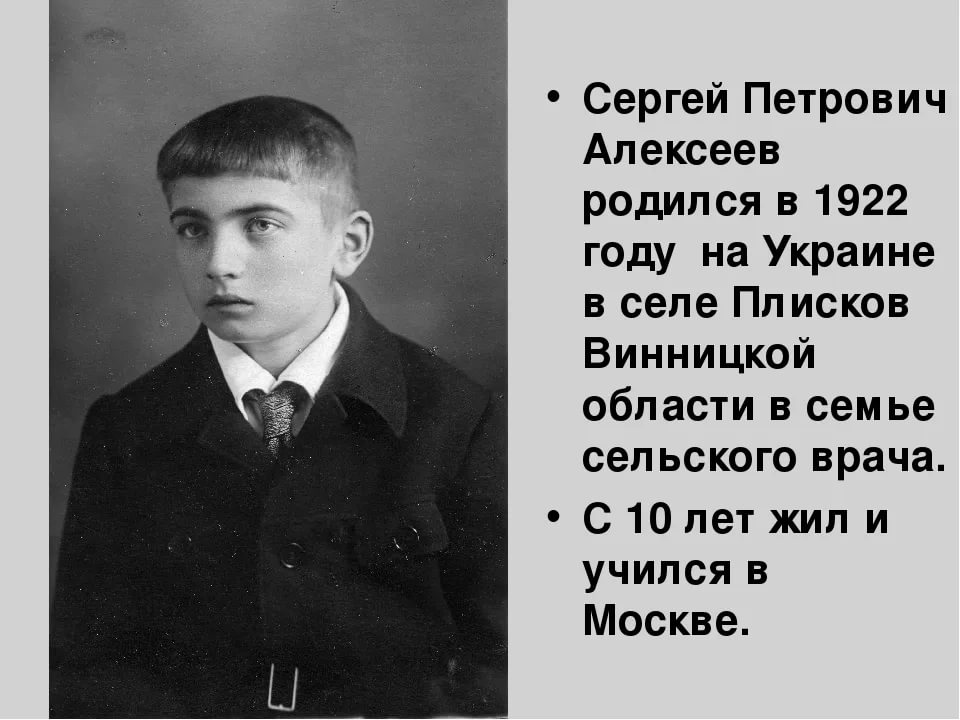 • Сергей Петрович
Алексеев
родился в 1922
году  на Украине
в селе Плисков
Винницкой
области в семье
сельского врача.
• С 10 лет жил и
учился в
Москве.